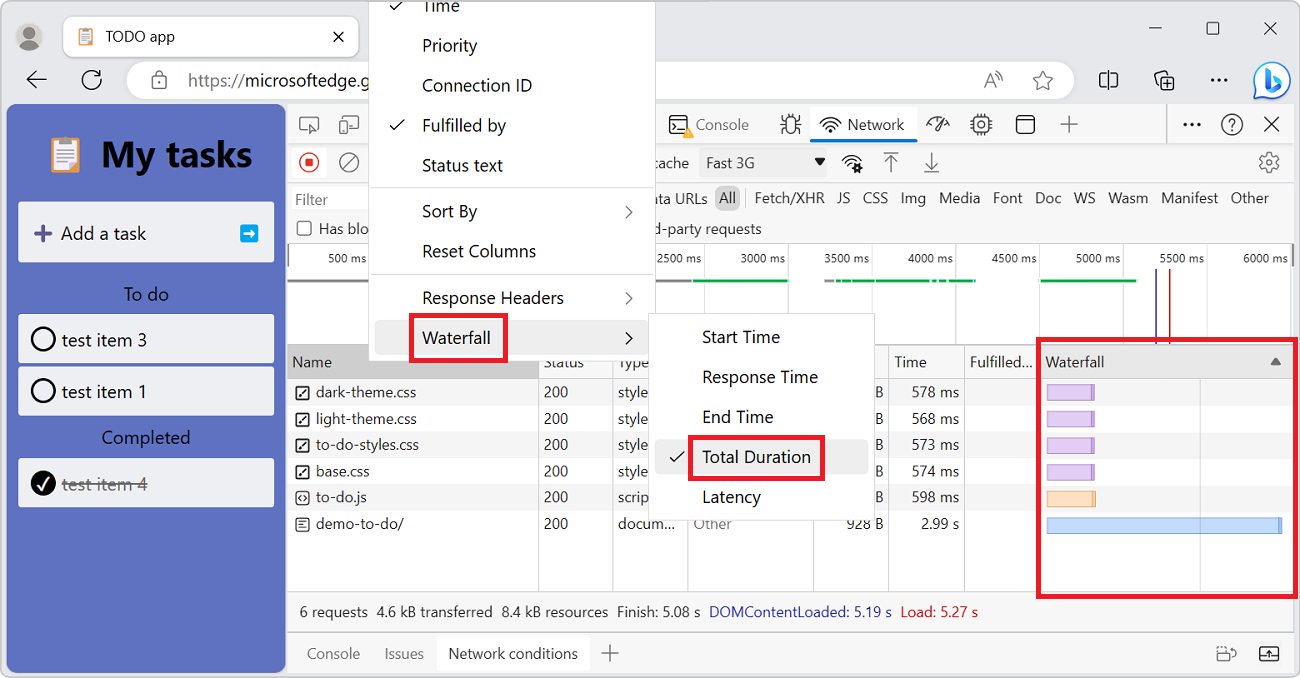 TODO app
https://microsoftedge.g
My tasks
Add a task
To do
test item 3
test item 1
Completed
test item 4
Time
Priority
Connection ID
Fulfilled by
Status text
Sort By
Reset Columns
Response Headers
Waterfall
Start Time
Response Time
End Time
Total Duration
Latency
Console Network
Fast 3G
Filter
URLs All Fetch/XHR JS CSS Img Media Font Doc WS Wasm Manifest Other
Has requests
500 ms 2500 ms 3000 ms 3500 ms 4000 ms 4500 ms 5000 ms 5500 ms 6000 ms
Name Status Type Time Fulfilled... Waterfall
dark-theme.css 200 style B 578 ms
light-theme.css 200 style B 568 ms
to-do-styles.css 200 style B 573 ms
base.css 200 style B 574 ms
to-do.js 200 scrip B 598 ms
demo-to-do/ 200 docum... Other 928 B 2.99 s
6 requests 4.6 kB transferred 8.4 kB resources Finish: 5.08 s DOMContentLoaded: 5.19 s Load: 5.27 s
Console Issues Network conditions